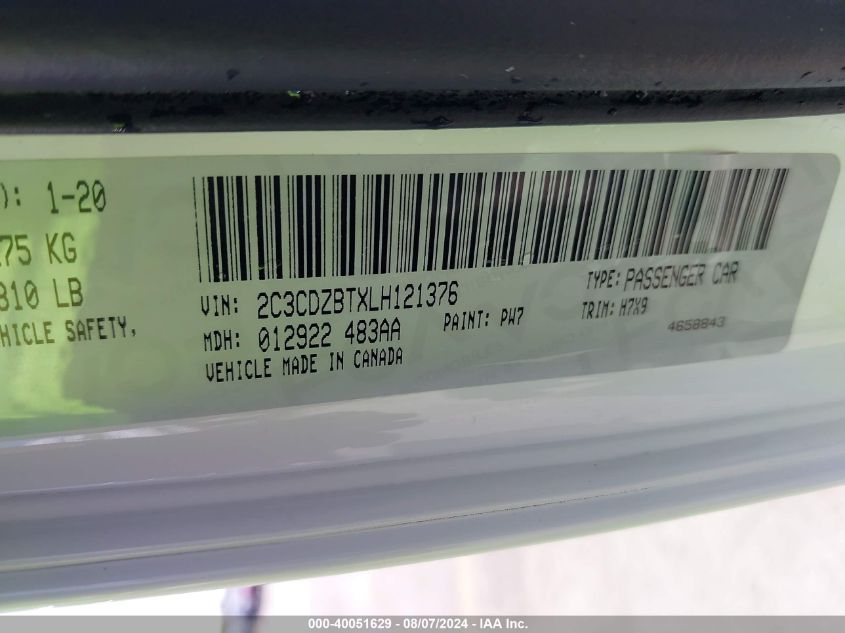 ): 1-20
75 KG
810 LB
HICLE SAFETY,
VIN: 2C3CDZBTXLH121376
TYPE: PASSENGER CAR
MDH: 012922 483AA
PAINT: PW7
TRIM: H7X9
4658843
VEHICLE MADE IN CANADA
000-40051629 - 08/07/2024 - IAA Inc.